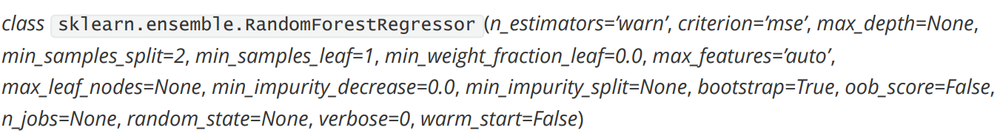 class sklearn.ensemble.RandomForestRegressor(n_estimators=’warn’, criterion=’mse’, max_depth=None,
min_samples_split=2, min_samples_leaf=1, min_weight_fraction_leaf=0.0, max_features=’auto’,
max_leaf_nodes=None, min_impurity_decrease=0.0, min_impurity_split=None, bootstrap=True, oob_score=False,
n_jobs=None, random_state=None, verbose=0, warm_start=False)